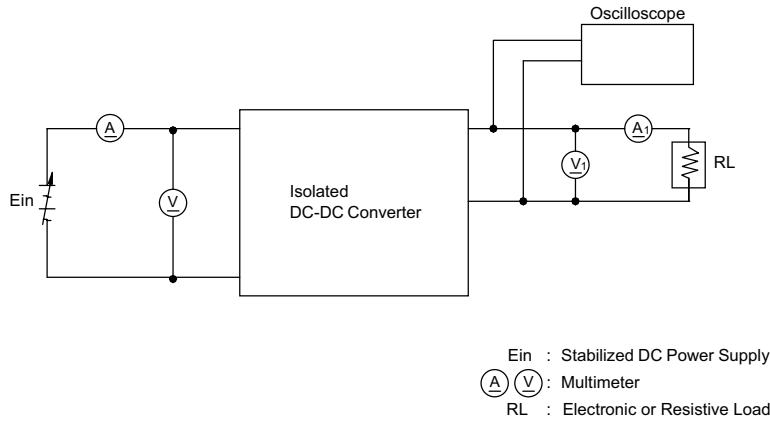 Oscilloscope
A
A1
Ein
V
Isolated
DC-DC Converter
V1
RL
Ein : Stabilized DC Power Supply
A V : Multimeter
RL : Electronic or Resistive Load